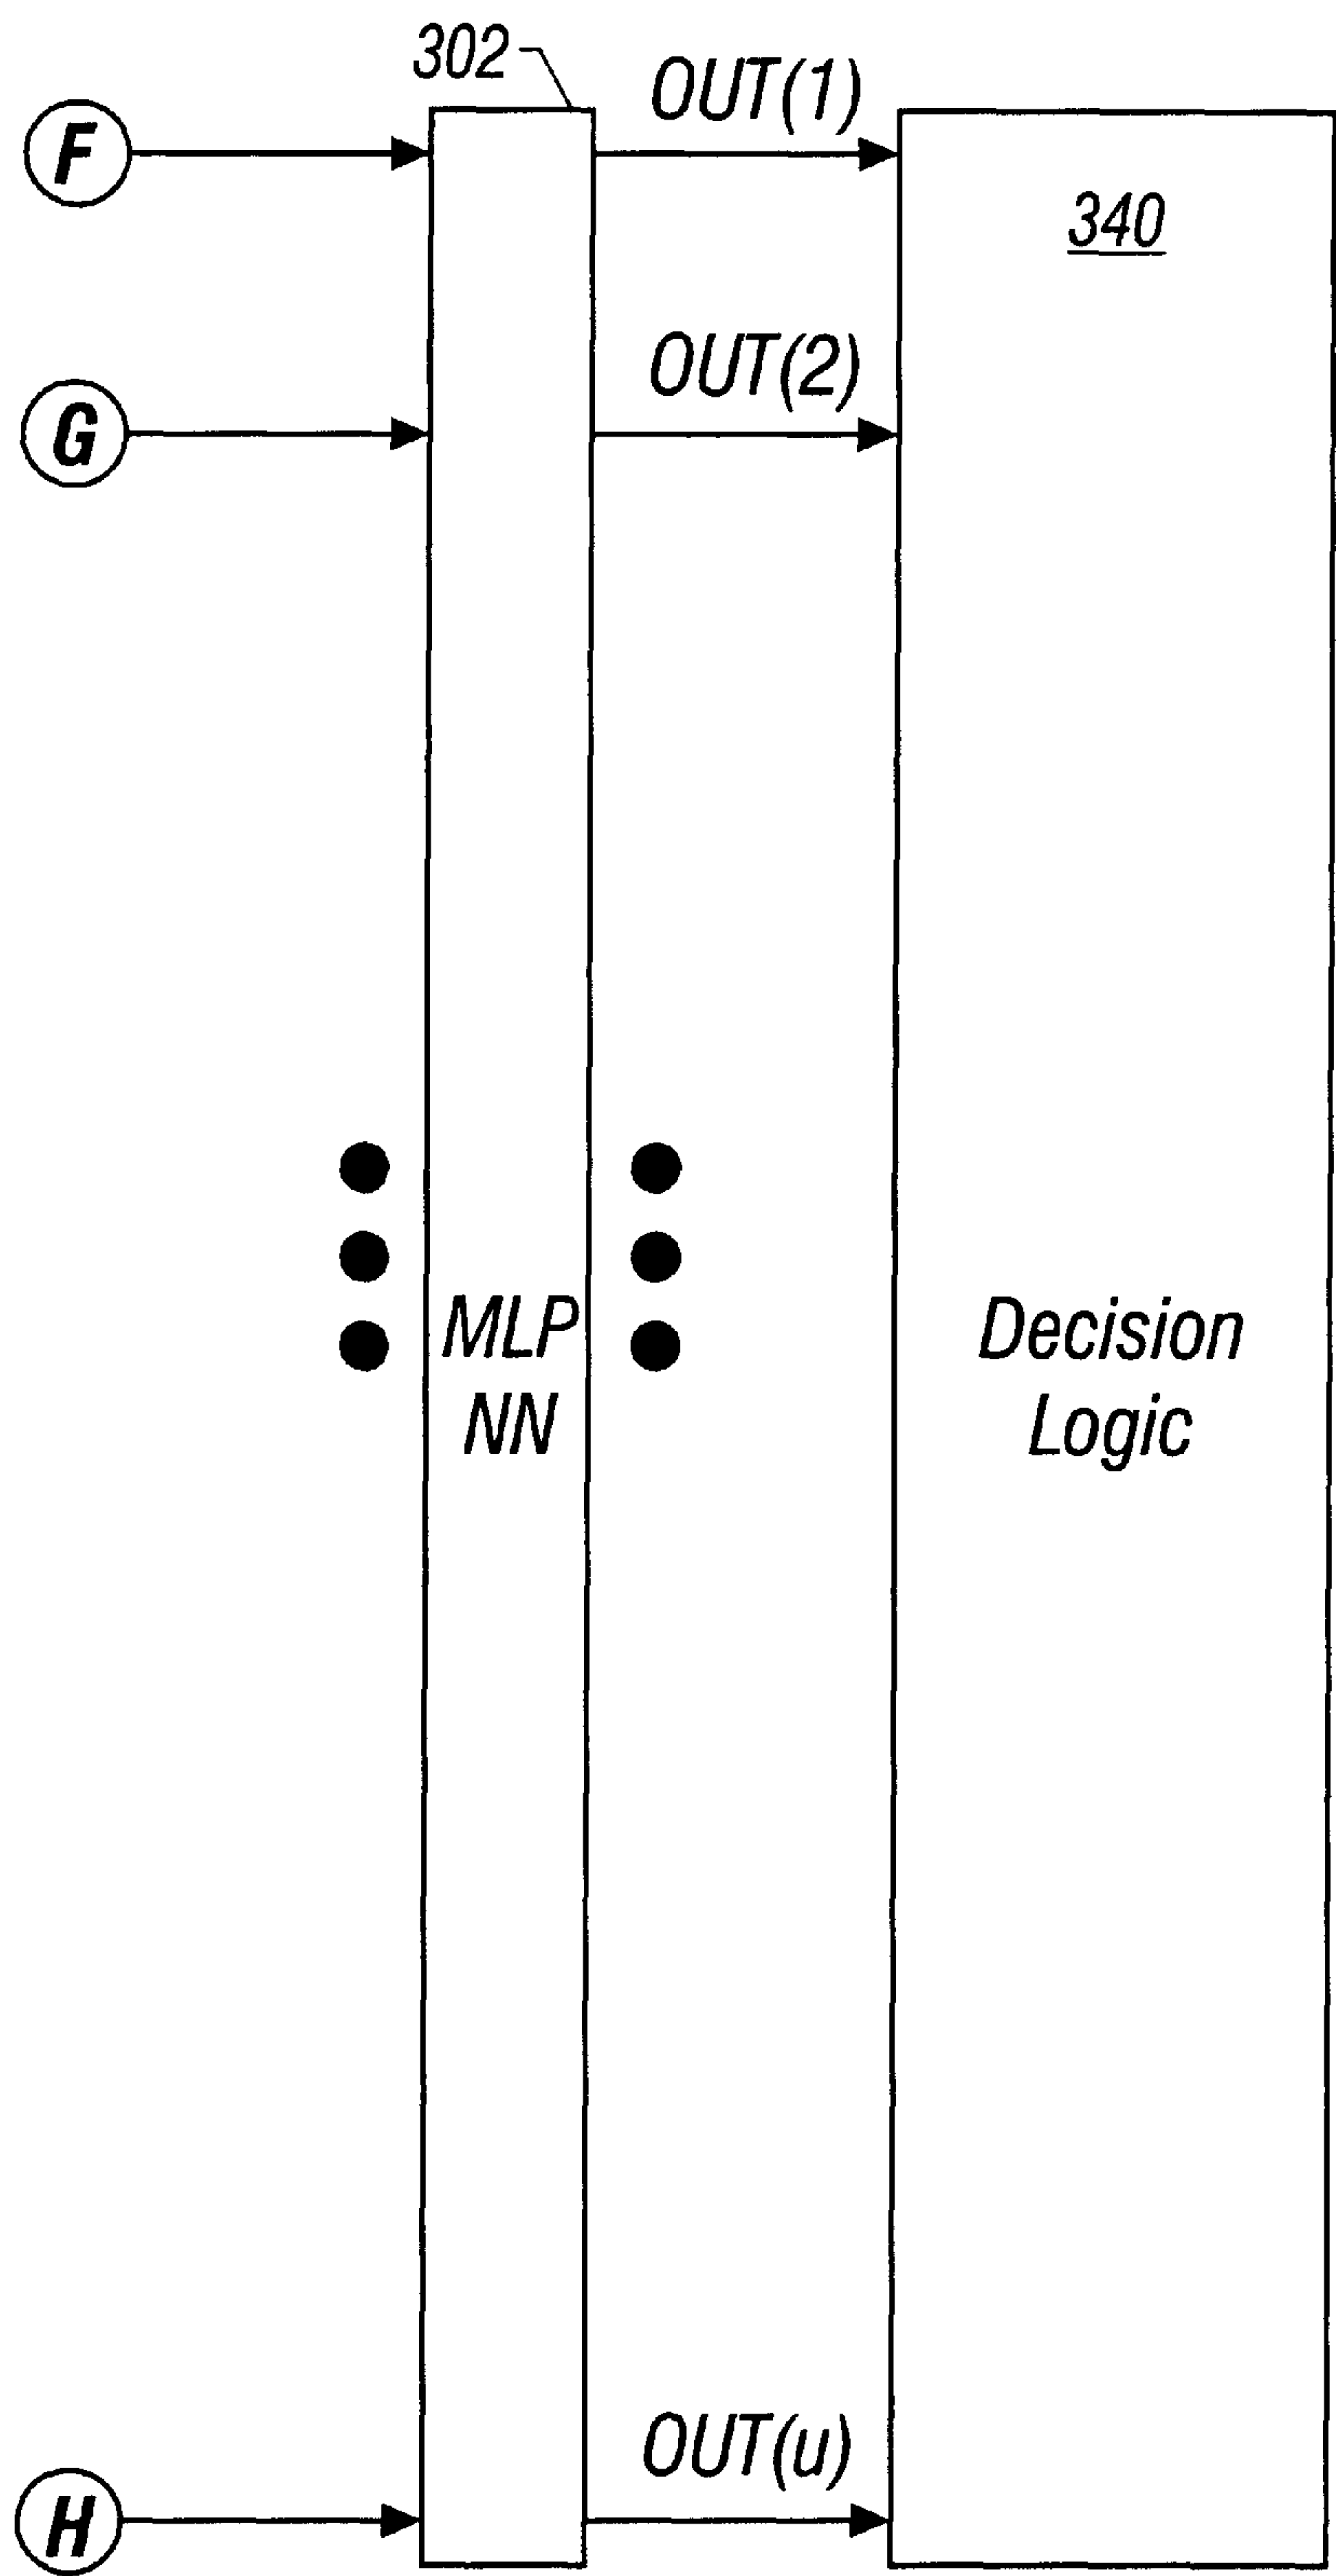 302
OUT(1)
F
340
OUT(2)
G
MLP
NN
Decision
Logic
OUT(u)
H